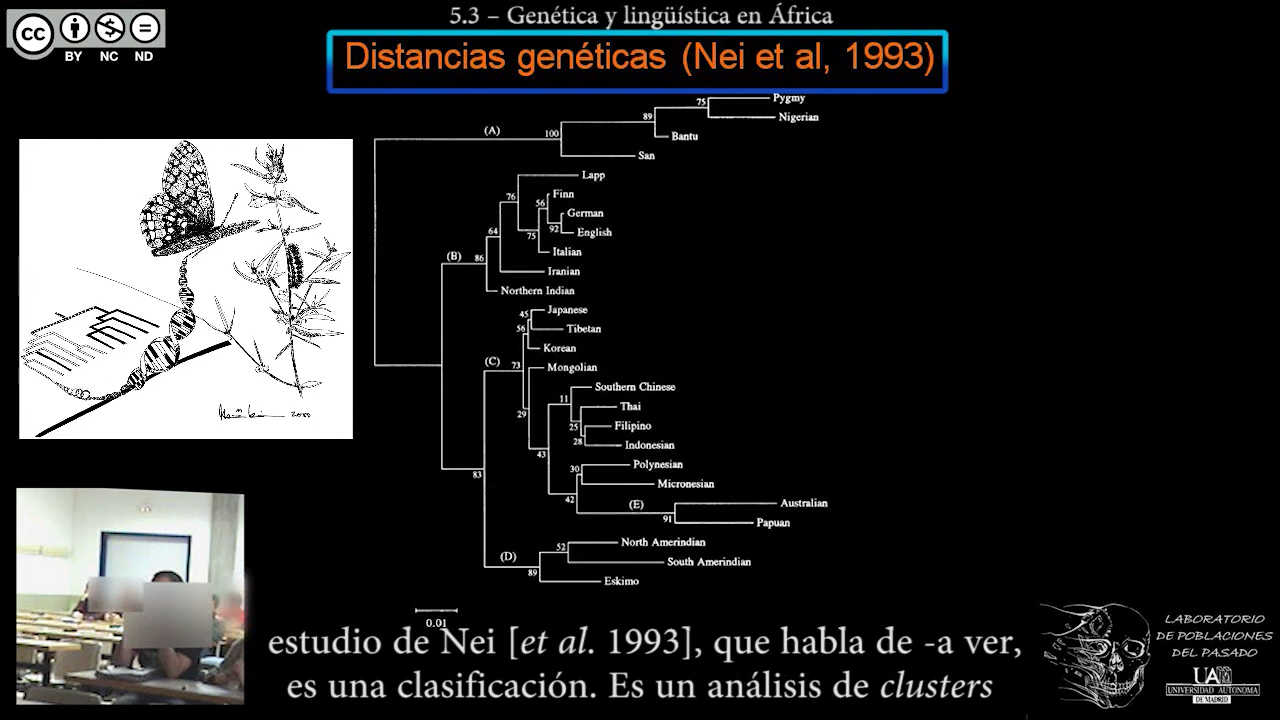 5.3 – Genética y lingüística en África
cc
BY NC ND
Distancias genéticas (Nei et al, 1993)
75
Pygmy
89
Nigerian
(A)
100
Bantu
San
Lapp
76
Finn
56
German
92
English
64
75
Italian
(B)
86
Iranian
Northern Indian
45
Japanese
56
Tibetan
Korean
(C)
73
Mongolian
Southern Chinese
11
Thai
29
25
Filipino
28
Indonesian
43
30
Polynesian
83
Micronesian
42
(E)
Australian
91
Papuan
North Amerindian
52
(D)
South Amerindian
89
Eskimo
0.01
2000
estudio de Nei [et al. 1993], que habla de -a ver,
es una clasificación. Es un análisis de clusters
LABORATORIO
DE POBLACIONES
DEL PASADO
UAM
UNIVERSIDAD AUTONOMA
DE MADRID